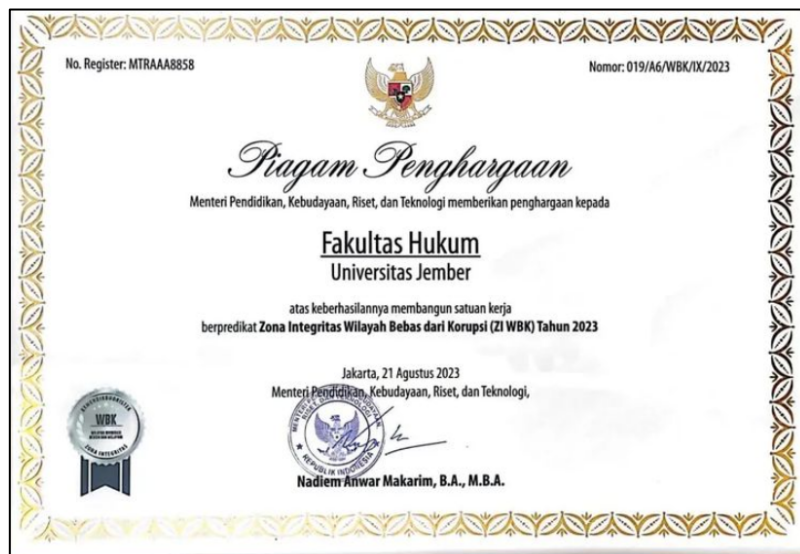 No. Register: MTRAAA8858
Nomor: 019/A6/WBK/IX/2023
Piagam Penghargaan
Menteri Pendidikan, Kebudayaan, Riset, dan Teknologi memberikan penghargaan kepada
Fakultas Hukum
Universitas Jember
atas keberhasilannya membangun satuan kerja
berpredikat Zona Integritas Wilayah Bebas dari Korupsi (ZI WBK) Tahun 2023
Jakarta, 21 Agustus 2023
Menteri Pendidikan, Kebudayaan, Riset, dan Teknologi,
WBK
ZONA INTEGRITAS
REPUBLIK INDONESIA
Nadiem Anwar Makarim, B.A., M.B.A.